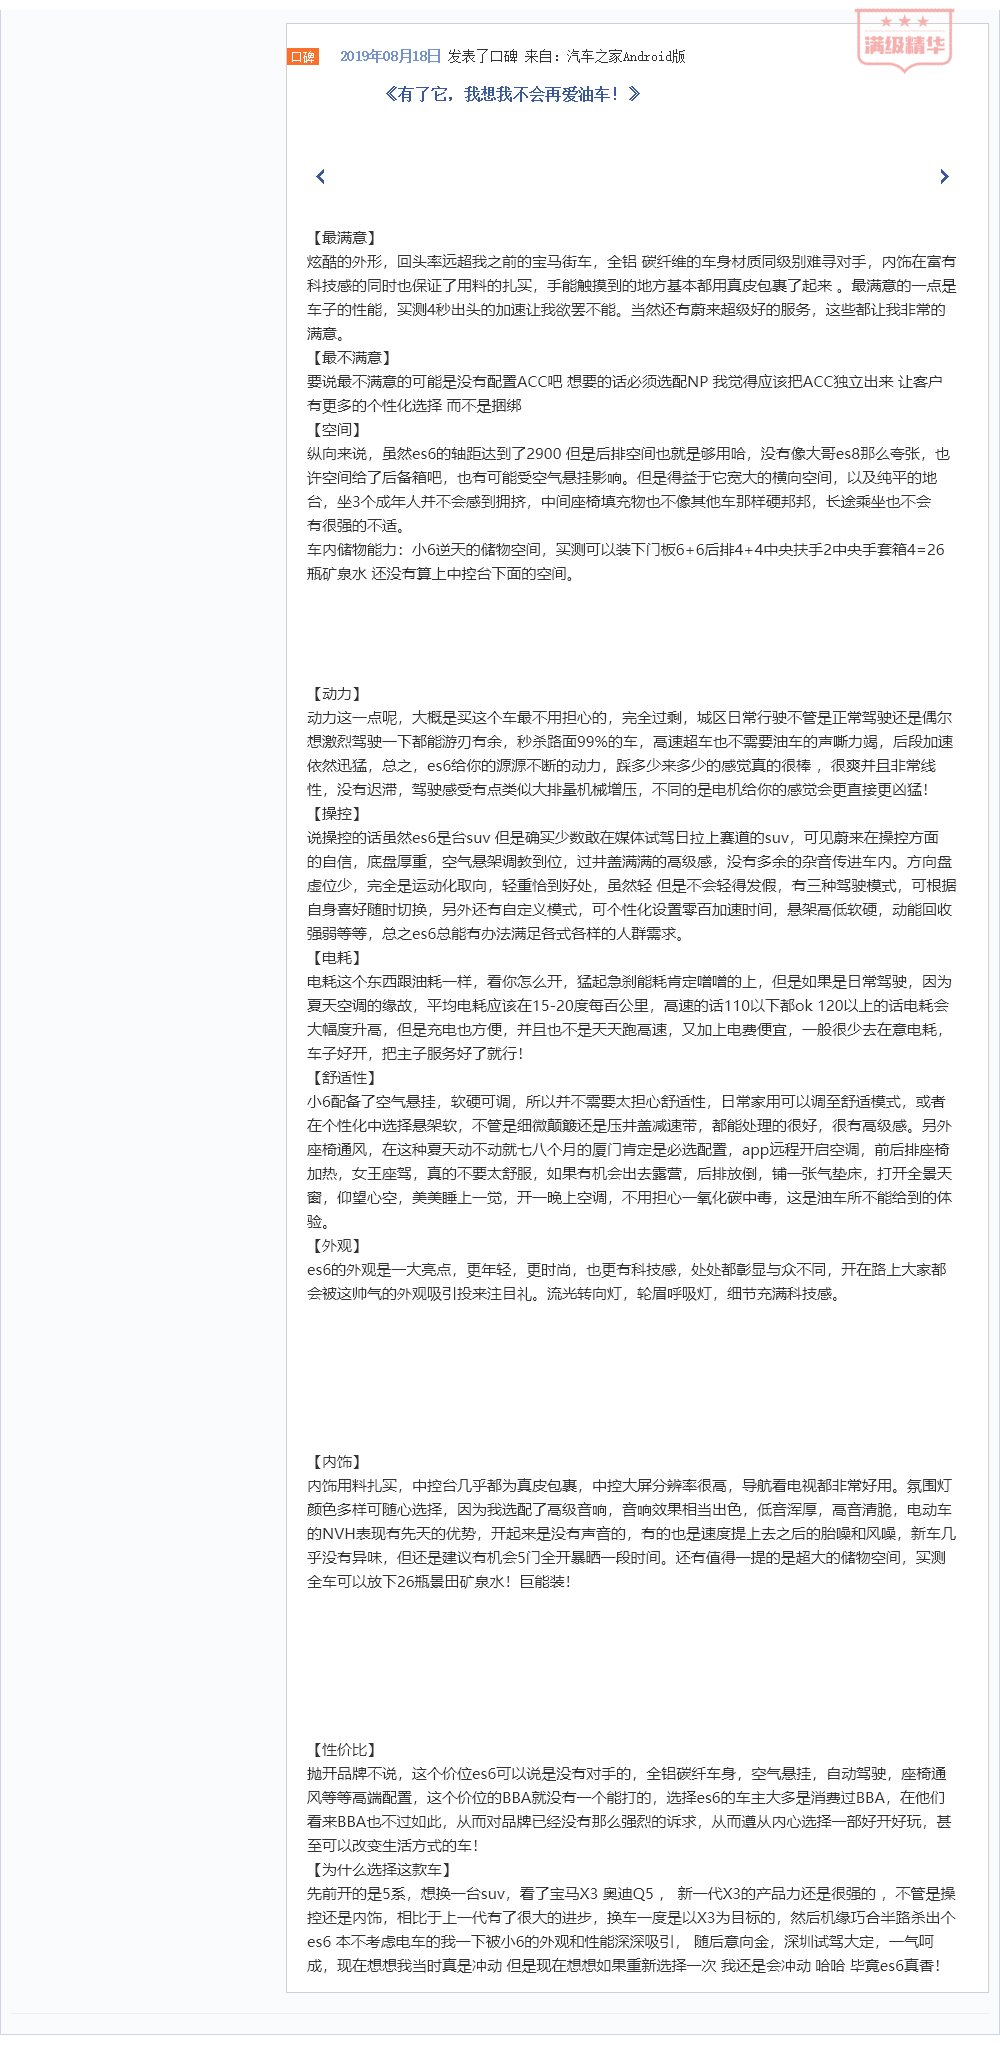 满级精华
口碑 2019年08月18日 发表了口碑 来自：汽车之家Android版
《有了它，我想我不会再爱油车！》
【最满意】
炫酷的外形，回头率远超我之前的宝马街车，全铝 碳纤维的车身材质同级别难寻对手，内饰在富有
科技感的同时也保证了用料的扎实，手能触摸到的地方基本都用真皮包裹了起来 。最满意的一点是
车子的性能，实测4秒出头的加速让我欲罢不能。当然还有蔚来超级好的服务，这些都让我非常的
满意。
【最不满意】
要说最不满意的可能是没有配置ACC吧 想要的话必须选配NP 我觉得应该把ACC独立出来 让客户
有更多的个性化选择 而不是捆绑
【空间】
纵向来说，虽然es6的轴距达到了2900 但是后排空间也就是够用哈，没有像大哥es8那么夸张，也
许空间给了后备箱吧，也有可能受空气悬挂影响。但是得益于它宽大的横向空间，以及纯平的地
台，坐3个成年人并不会感到拥挤，中间座椅填充物也不像其他车那样硬邦邦，长途乘坐也不会
有很强的不适。
车内储物能力：小6逆天的储物空间，实测可以装下门板6+6后排4+4中央扶手2中央手套箱4=26
瓶矿泉水 还没有算上中控台下面的空间。
【动力】
动力这一点呢，大概是买这个车最不用担心的，完全过剩，城区日常行驶不管是正常驾驶还是偶尔
想激烈驾驶一下都能游刃有余，秒杀路面99%的车，高速超车也不需要油车的声嘶力竭，后段加速
依然迅猛，总之，es6给你的源源不断的动力，踩多少来多少的感觉真的很棒 ，很爽并且非常线
性，没有迟滞，驾驶感受有点类似大排量机械增压，不同的是电机给你的感觉会更直接更凶猛！
【操控】
说操控的话虽然es6是台suv 但是确实少数敢在媒体试驾日拉上赛道的suv，可见蔚来在操控方面
的自信，底盘厚重，空气悬架调教到位，过井盖满满的高级感，没有多余的杂音传进车内。方向盘
虚位少，完全是运动化取向，轻重恰到好处，虽然轻 但是不会轻得发假，有三种驾驶模式，可根据
自身喜好随时切换，另外还有自定义模式，可个性化设置零百加速时间，悬架高低软硬，动能回收
强弱等等，总之es6总能有办法满足各式各样的人群需求。
【电耗】
电耗这个东西跟油耗一样，看你怎么开，猛起急刹能耗肯定噌噌的上，但是如果是日常驾驶，因为
夏天空调的缘故，平均电耗应该在15-20度每百公里，高速的话110以下都ok 120以上的话电耗会
大幅度升高，但是充电也方便，并且也不是天天跑高速，又加上电费便宜，一般很少去在意电耗，
车子好开，把主子服务好了就行！
【舒适性】
小6配备了空气悬挂，软硬可调，所以并不需要太担心舒适性，日常家用可以调至舒适模式，或者
在个性化中选择悬架软，不管是细微颠簸还是压井盖减速带，都能处理的很好，很有高级感。另外
座椅通风，在这种夏天动不动就七八个月的厦门肯定是必选配置，app远程开启空调，前后排座椅
加热，女王座驾，真的不要太舒服，如果有机会出去露营，后排放倒，铺一张气垫床，打开全景天
窗，仰望心空，美美睡上一觉，开一晚上空调，不用担心一氧化碳中毒，这是油车所不能给到的体
验。
【外观】
es6的外观是一大亮点，更年轻，更时尚，也更有科技感，处处都彰显与众不同，开在路上大家都
会被这帅气的外观吸引投来注目礼。流光转向灯，轮眉呼吸灯，细节充满科技感。
【内饰】
内饰用料扎实，中控台几乎都为真皮包裹，中控大屏分辨率很高，导航看电视都非常好用。氛围灯
颜色多样可随心选择，因为我选配了高级音响，音响效果相当出色，低音浑厚，高音清脆，电动车
的NVH表现有先天的优势，开起来是没有声音的，有的也是速度提上去之后的胎噪和风噪，新车几
乎没有异味，但还是建议有机会5门全开暴晒一段时间。还有值得一提的是超大的储物空间，实测
全车可以放下26瓶景田矿泉水！巨能装！
【性价比】
抛开品牌不说，这个价位es6可以说是没有对手的，全铝碳纤车身，空气悬挂，自动驾驶，座椅通
风等等高端配置，这个价位的BBA就没有一个能打的，选择es6的车主大多是消费过BBA，在他们
看来BBA也不过如此，从而对品牌已经没有那么强烈的诉求，从而遵从内心选择一部好开好玩，甚
至可以改变生活方式的车！
【为什么选择这款车】
先前开的是5系，想换一台suv，看了宝马X3 奥迪Q5 ， 新一代X3的产品力还是很强的 ，不管是操
控还是内饰，相比于上一代有了很大的进步，换车一度是以X3为目标的，然后机缘巧合半路杀出个
es6 本不考虑电车的我一下被小6的外观和性能深深吸引， 随后意向金，深圳试驾大定，一气呵
成，现在想想我当时真是冲动 但是现在想想如果重新选择一次 我还是会冲动 哈哈 毕竟es6真香！